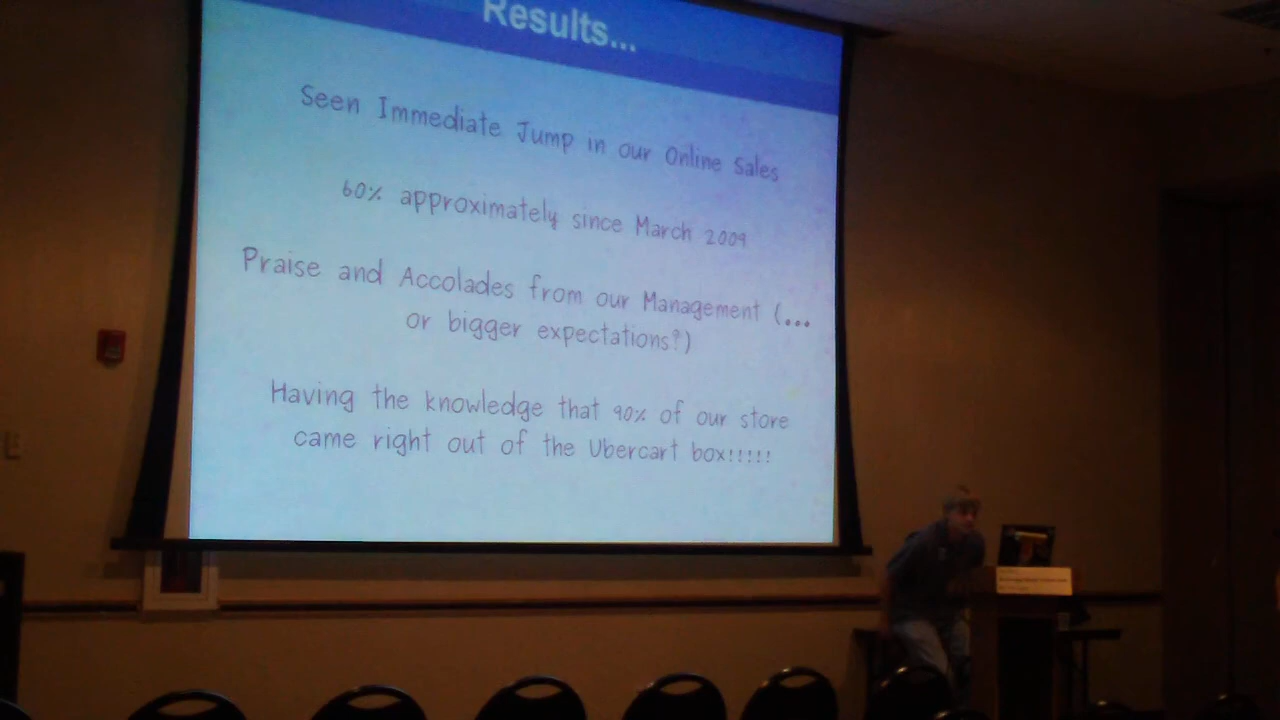 Results...
Seen Immediate Jump in our Online Sales
60% approximately since March 2009
Praise and Accolades from our Management (...
or bigger expectations?)
Having the knowledge that 90% of our store
came right out of the Ubercart box!!!!!